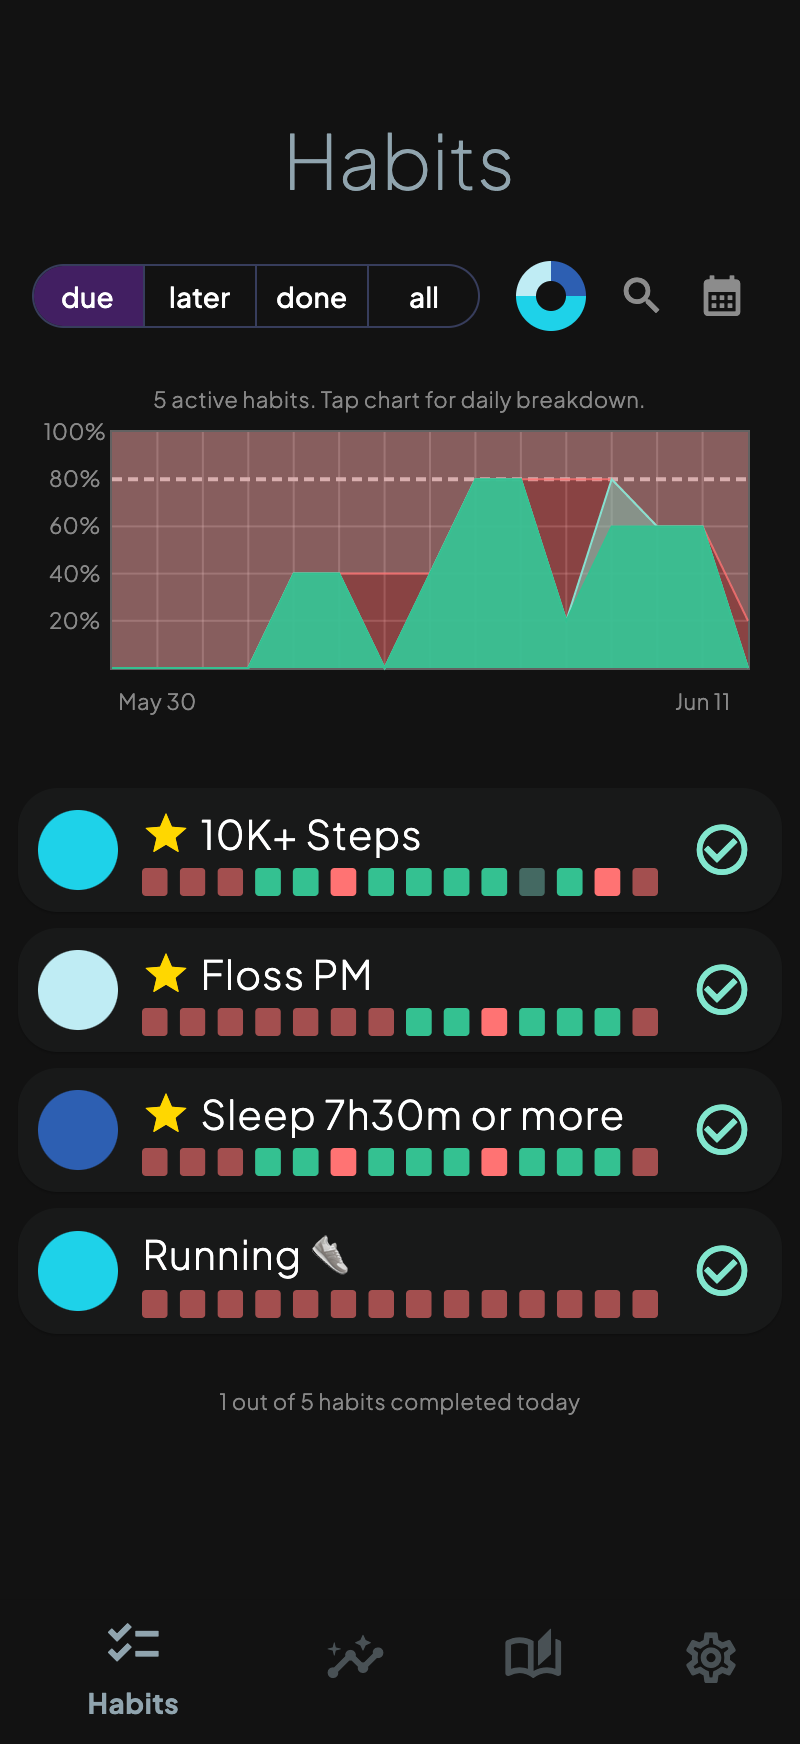 Habits
due later done all
5 active habits. Tap chart for daily breakdown.
100%
80%
60%
40%
20%
May 30 Jun 11
10K+ Steps
Floss PM
Sleep 7h30m or more
Running
1 out of 5 habits completed today
Habits